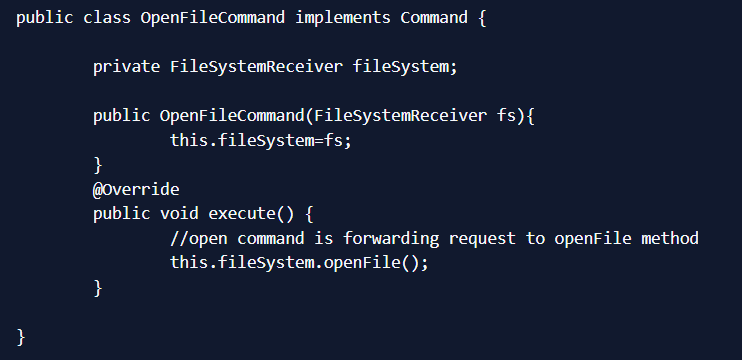 public class OpenFileCommand implements Command {
private FileSystemReceiver fileSystem;
public OpenFileCommand(FileSystemReceiver fs){
this.fileSystem=fs;
}
@Override
public void execute() {
//open command is forwarding request to openFile method
this.fileSystem.openFile();
}
}